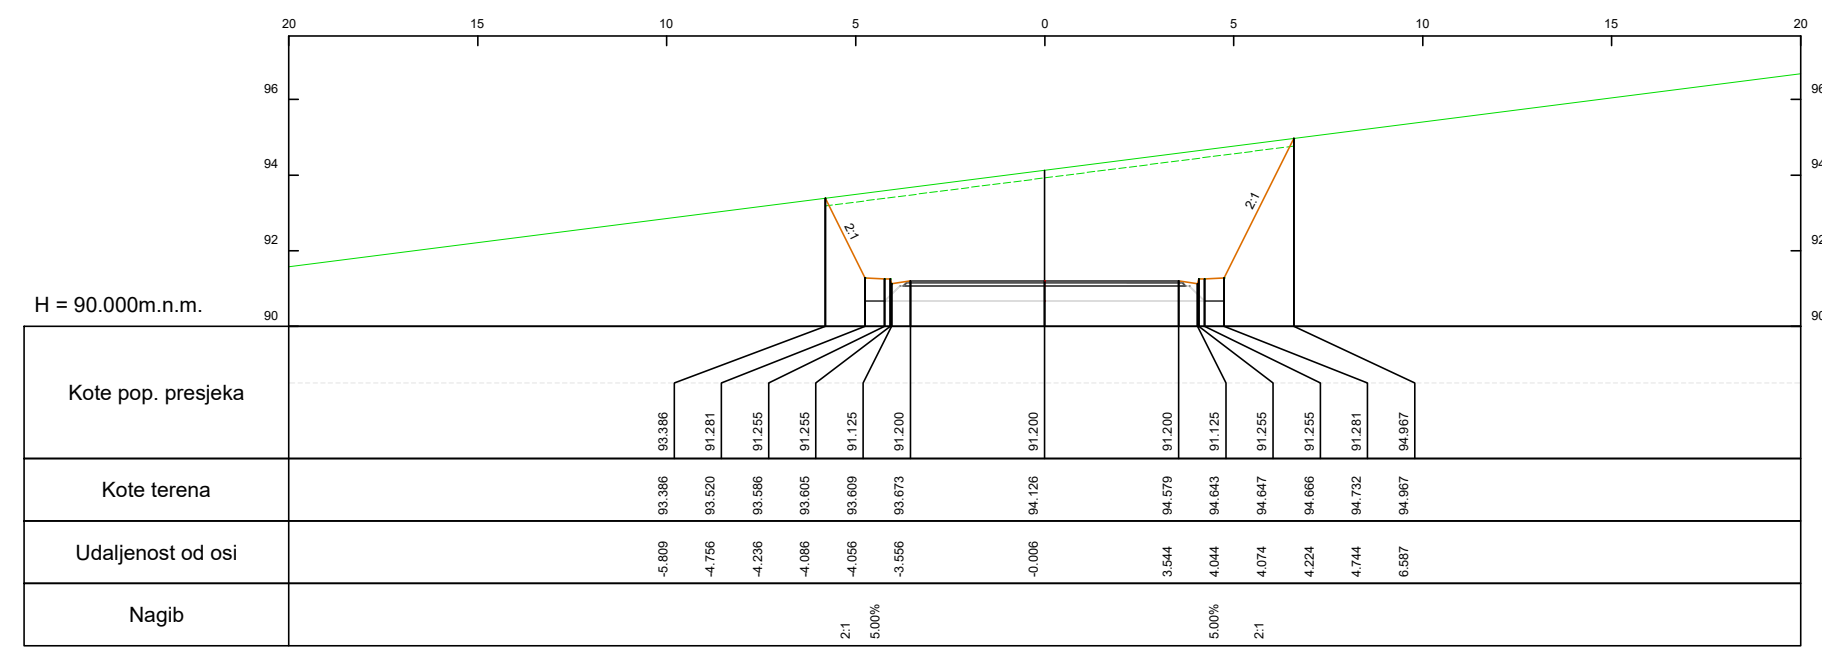 20 15 10 5 0 5 10 15 20
96 96
94 94
2:1
2:1
92 92
H = 90.000m.n.m.
90 90
Kote pop. presjeka 93.386 91.281 91.255 91.255 91.125 91.200 91.200 91.200 91.125 91.255 91.255 91.281 94.967
Kote terena 93.386 93.520 93.586 93.605 93.609 93.673 94.126 94.579 94.643 94.647 94.666 94.732 94.967
Udaljenost od osi -5.809 -4.756 -4.236 -4.086 -4.056 -3.556 -0.006 3.544 4.044 4.074 4.224 4.744 6.587
Nagib 2:1 5.00% 5.00% 2:1